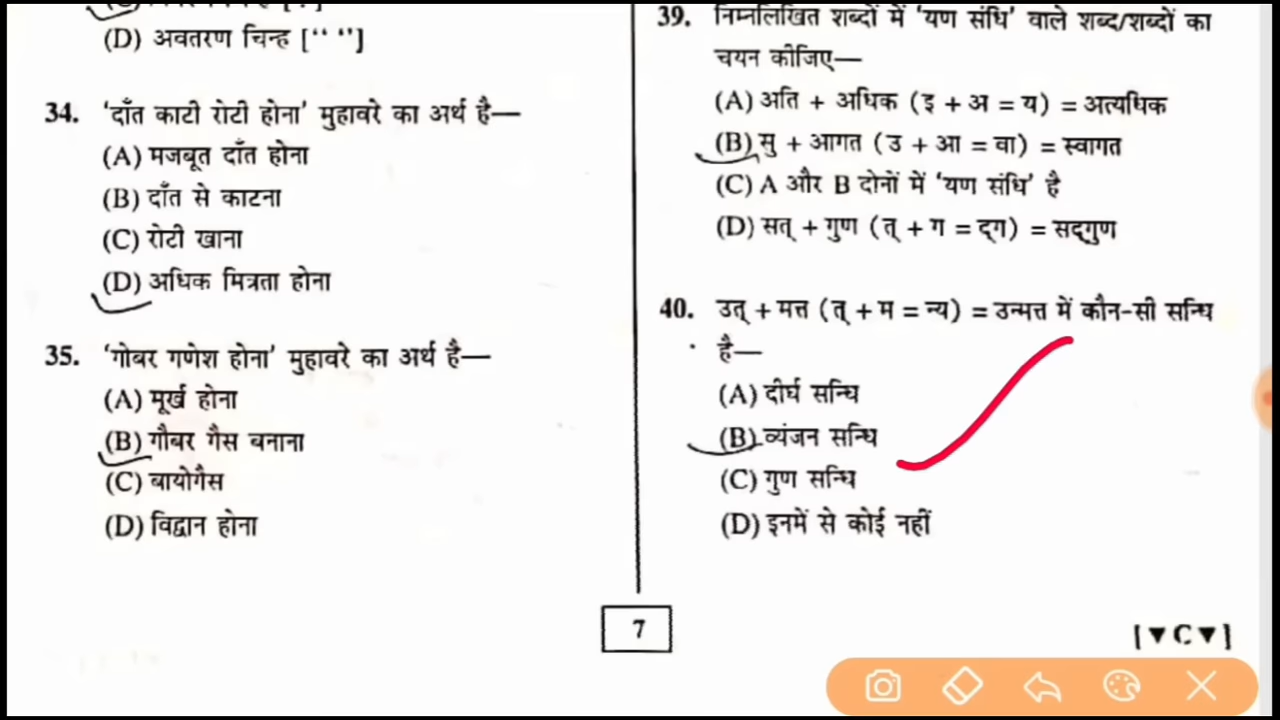 (D) अवतरण चिन्ह [“ ‘’]
34. 'दाँत काटी रोटी होना' मुहावरे का अर्थ है—
(A) मजबूत दाँत होना
(B) दाँत से काटना
(C) रोटी खाना
(D) अधिक मित्रता होना
35. 'गोबर गणेश होना' मुहावरे का अर्थ है—
(A) मूर्ख होना
(B) गौबर गैस बनाना
(C) बायोगैस
(D) विद्वान होना
39. निम्नलिखित शब्दों में 'यण संधि' वाले शब्द/शब्दों का
चयन कीजिए—
(A) अति + अधिक (इ + अ = य) = अत्यधिक
(B) सु + आगत (उ + आ = वा) = स्वागत
(C) A और B दोनों में 'यण संधि' है
(D) सत् + गुण (त् + ग = द्ग) = सद्गुण
40. उत् + मत्त (त् + म = न्य) = उन्मत्त में कौन-सी सन्धि
है—
(A) दीर्घ सन्धि
(B) व्यंजन सन्धि
(C) गुण सन्धि
(D) इनमें से कोई नहीं
7
[▼C▼]